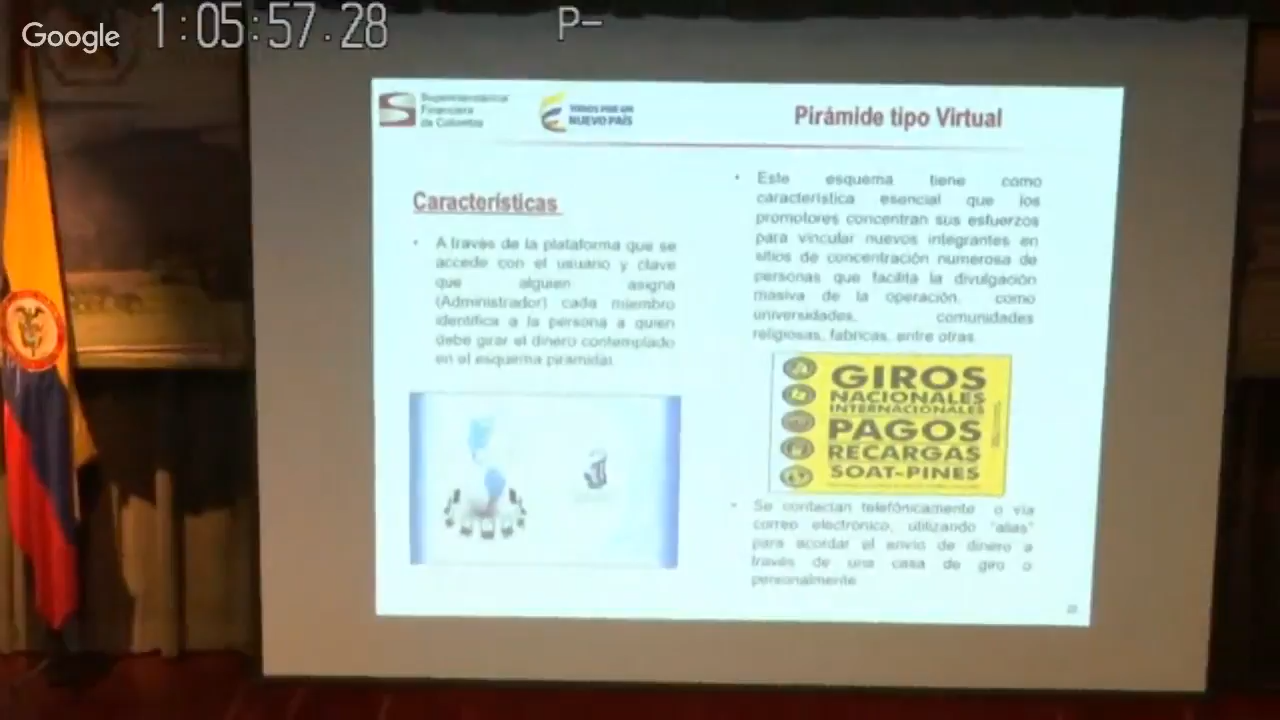 Google
1:05:57.28
P-
Superintendencia
Financiera
de Colombia
TODOS POR UN
NUEVO PAÍS
Pirámide tipo Virtual
Características
• A través de la plataforma que se
accede con el usuario y clave
que alguien asigna
(Administrador) cada miembro
identifica a la persona a quien
debe girar el dinero contemplado
en el esquema piramidal.
• Este esquema tiene como
característica esencial que los
promotores concentran sus esfuerzos
para vincular nuevos integrantes en
sitios de concentración numerosa de
personas que facilita la divulgación
masiva de la operación, como
universidades, comunidades
religiosas, fabricas, entre otras.
GIROS
NACIONALES
INTERNACIONALES
PAGOS
RECARGAS
SOAT-PINES
• Se contactan telefónicamente o vía
correo electrónico, utilizando "alias"
para acordar el envío de dinero a
través de una casa de giro o
personalmente.